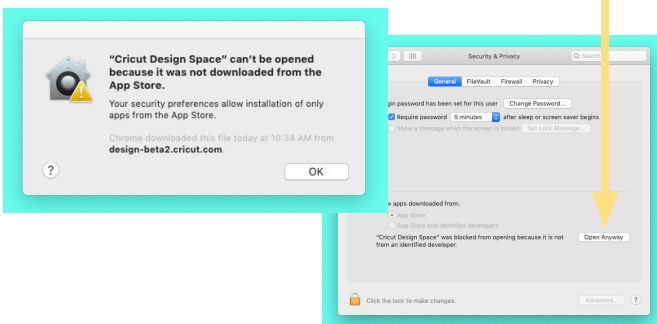 “Cricut Design Space” can't be opened
because it was not downloaded from the
App Store.
Your security preferences allow installation of only
apps from the App Store.
Chrome downloaded this file today at 10:34 AM from
design-beta2.cricut.com
?
OK
Security & Privacy
Search
General
FileVault
Firewall
Privacy
password has been set for this user
Change Password...
Require password
5 minutes
after sleep or screen saver begins
Show a message when the screen is locked
Set Lock Message...
apps downloaded from:
App Store
App Store and identified developers
“Cricut Design Space” was blocked from opening because it is not
from an identified developer.
Open Anyway
Click the lock to make changes.
Advanced...
?